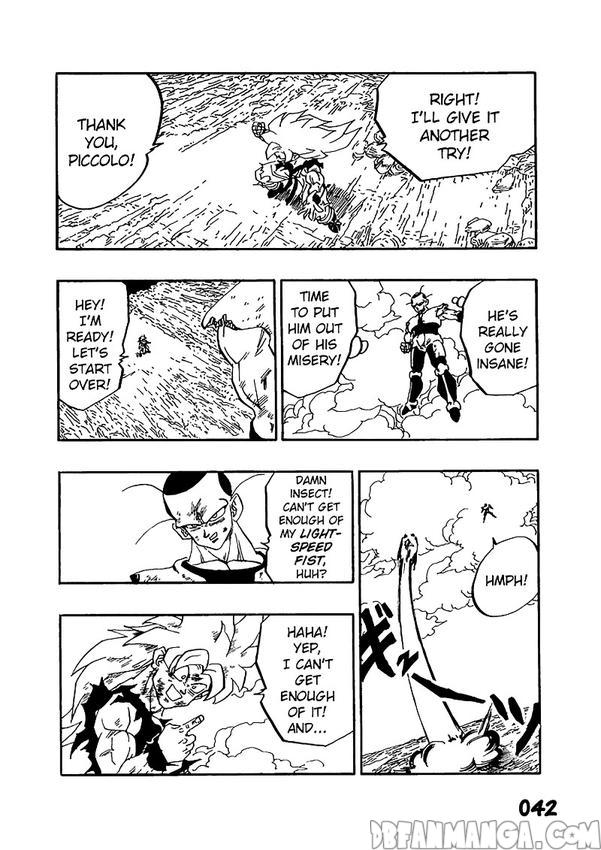 RIGHT!
I'LL GIVE IT
ANOTHER
TRY!
THANK
YOU,
PICCOLO!
HE'S
REALLY
GONE
INSANE!
TIME
TO PUT
HIM OUT
OF HIS
MISERY!
HEY!
I'M
READY!
LET'S
START
OVER!
HMPH!
ギン
DAMN
INSECT!
CAN'T GET
ENOUGH OF
MY LIGHT-
SPEED
FIST,
HUH?
HAHA!
YEP,
I CAN'T
GET
ENOUGH
OF IT!
AND...
042
DBFANMANGA.COM